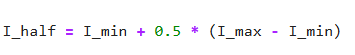 I_half = I_min + 0.5 * (I_max - I_min)